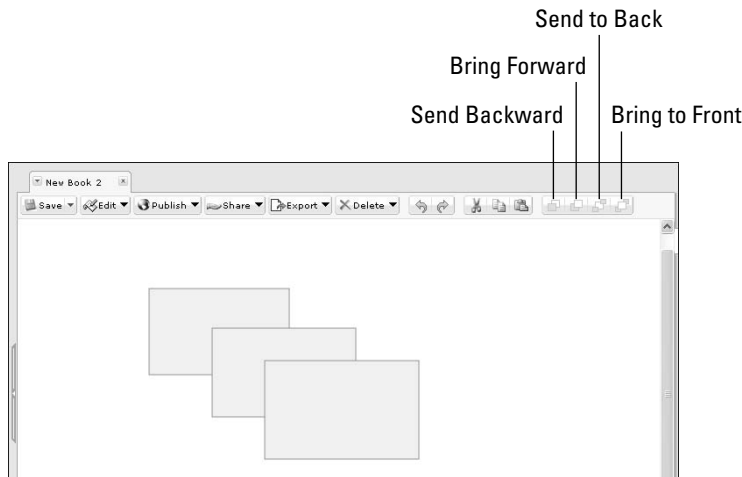 Send to Back
Bring Forward
Send Backward Bring to Front
New Book 2
Save Edit Publish Share Export Delete